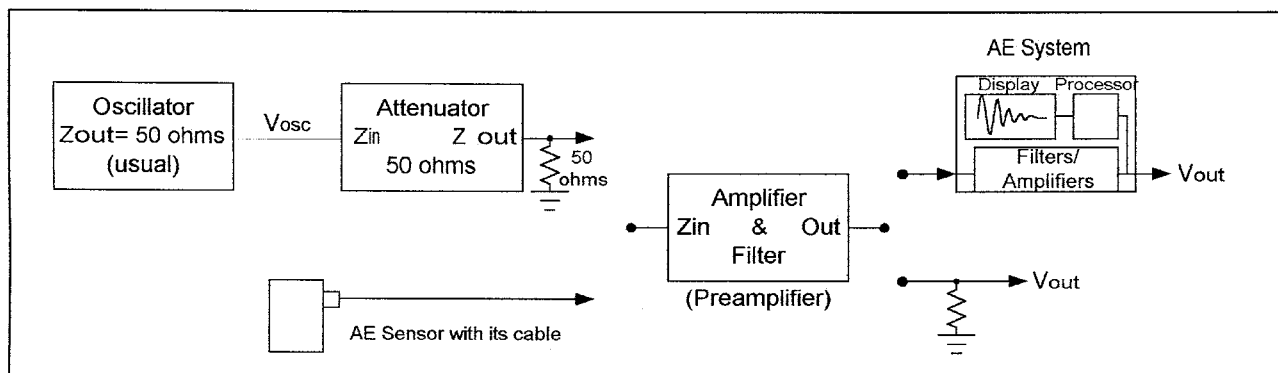 AE System
Display Processor
Filters/
Amplifiers
Vout
Oscillator
Zout= 50 ohms
(usual)
Vosc
Attenuator
Zin Z out
50 ohms
50
ohms
Amplifier
Zin & Out
Filter
(Preamplifier)
Vout
AE Sensor with its cable